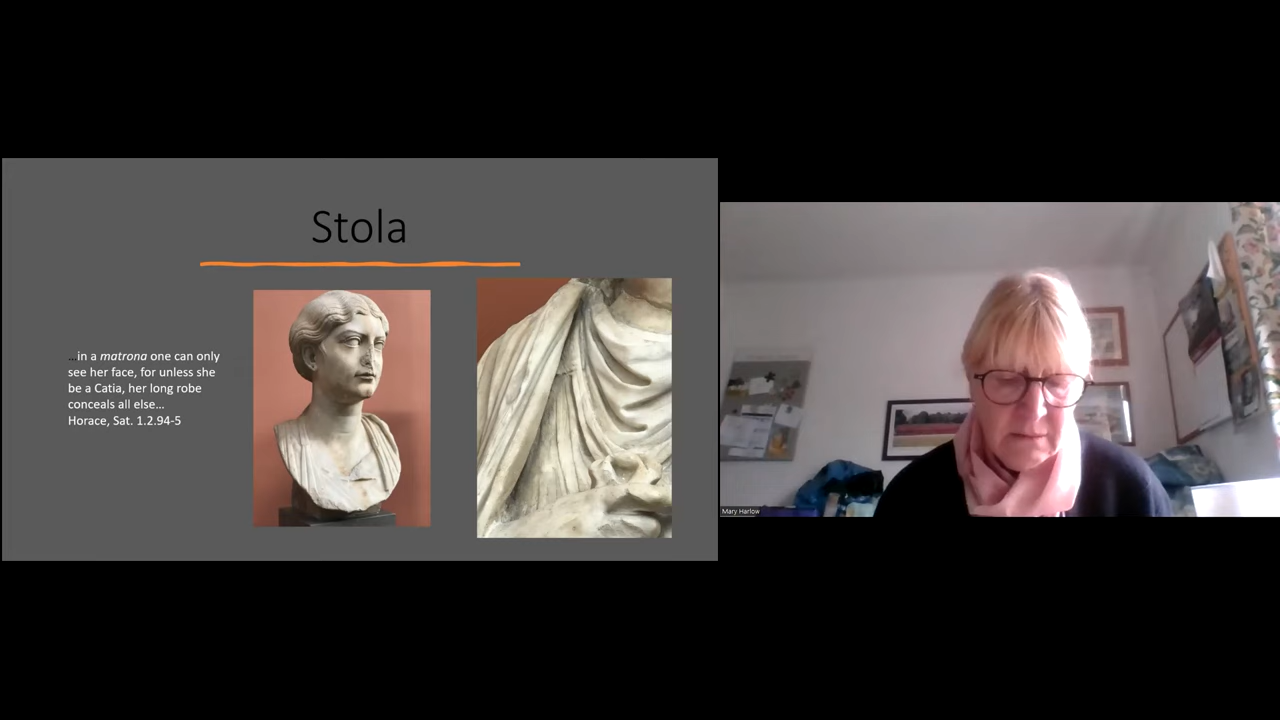 Stola
...in a matrona one can only
see her face, for unless she
be a Catia, her long robe
conceals all else...
Horace, Sat. 1.2.94-5
Mary Harlow